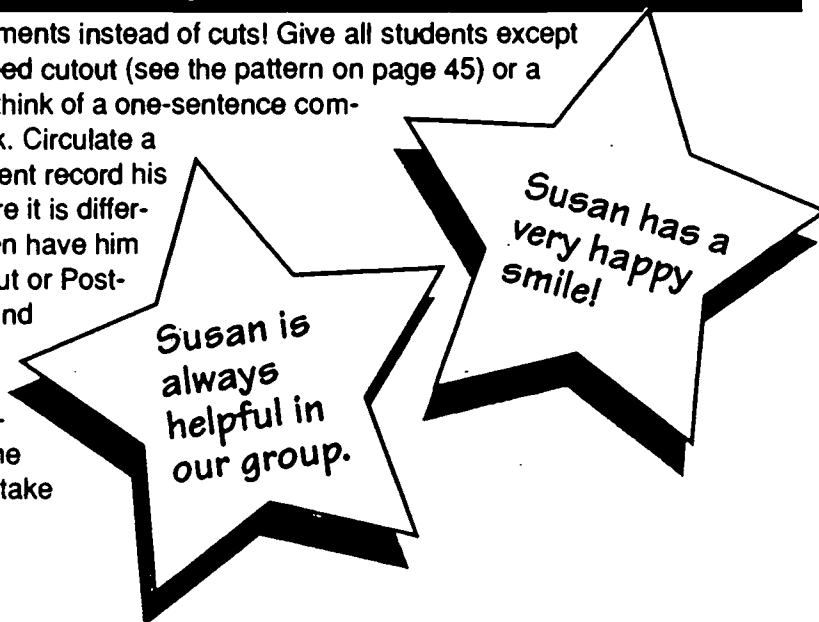 ments instead of cuts! Give all students except
ed cutout (see the pattern on page 45) or a
think of a one-sentence com-
k. Circulate a
ent record his
re it is differ-
en have him
ut or Post-
nd
-
ne
take
Susan is
always
helpful in
our group.
Susan has a
very happy
smile!